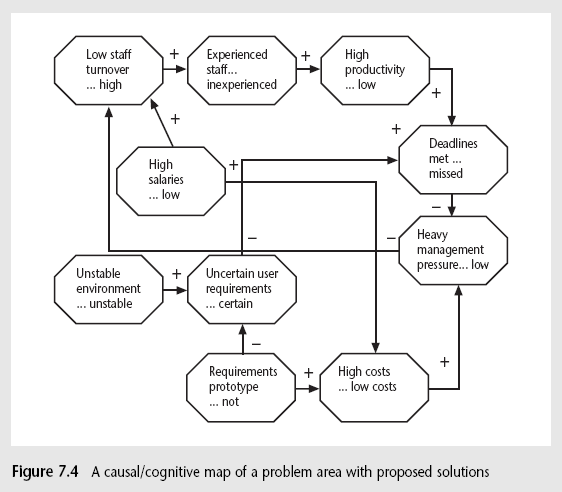 Low staff
turnover
... high
+
Experienced
staff...
inexperienced
+
High
productivity
... low
+
+
Deadlines
met ...
missed
+
High
salaries
... low
+
−
Heavy
management
pressure... low
−
−
Unstable
environment
... unstable
+
Uncertain user
requirements
... certain
−
Requirements
prototype
... not
+
High costs
... low costs
+
Figure 7.4 A causal/cognitive map of a problem area with proposed solutions